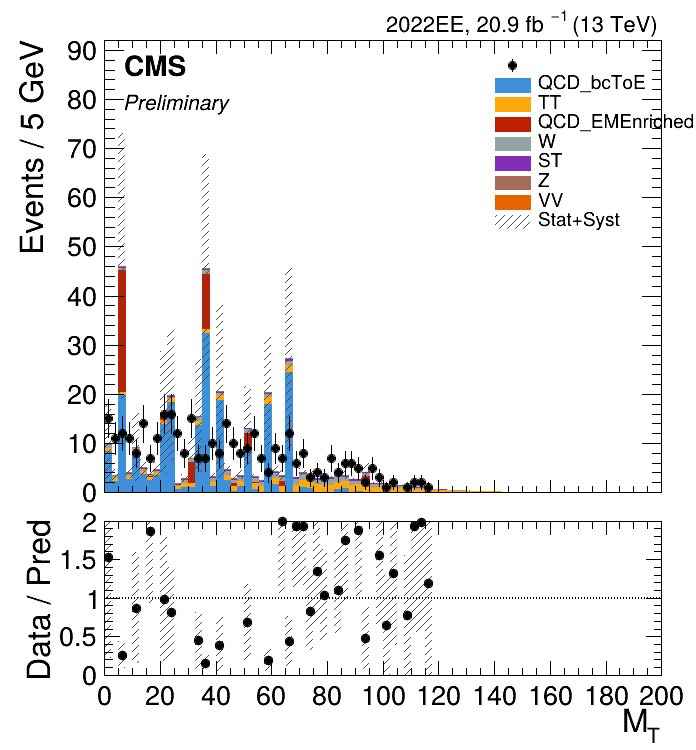 2022EE, 20.9 fb −1 (13 TeV)
CMS
Preliminary
QCD_bcToE
TT
QCD_EMEnriched
W
ST
Z
VV
Stat+Syst
Events / 5 GeV
90
80
70
60
50
40
30
20
10
0
Data / Pred
2
1.5
1
0.5
0
0 20 40 60 80 100 120 140 160 180 200
M_T